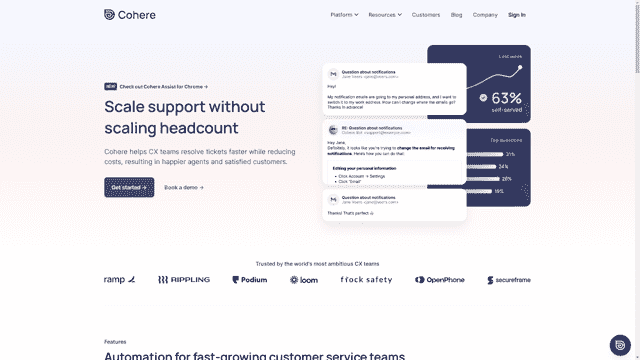 Cohere
Platform
Resources
Customers
Blog
Company
Sign in
Check out Cohere Assist for Chrome →
Scale support without
scaling headcount
Cohere helps CX teams resolve tickets faster while reducing
costs, resulting in happier agents and satisfied customers.
Get started →
Book a demo →
Question about notifications
Hey!
My notification emails are going to my personal address, and I want to
switch it to my work address. How can I change where the emails go?
Thanks in advance!
RE: Question about notifications
Hey Jane,
Definitely, it looks like you're trying to change the email for receiving
notifications. Here's how you can do that:
Editing your personal information
• Click Account → Settings
• Click "Email"
Question about notifications
Thanks! That's perfect
Last week
63%
self-served
Top questions
31%
24%
20%
19%
Trusted by the world's most ambitious CX teams
ramp
RIPPLING
Podium
loom
frock safety
OpenPhone
secureframe
Features
Automation for fast-growing customer service teams